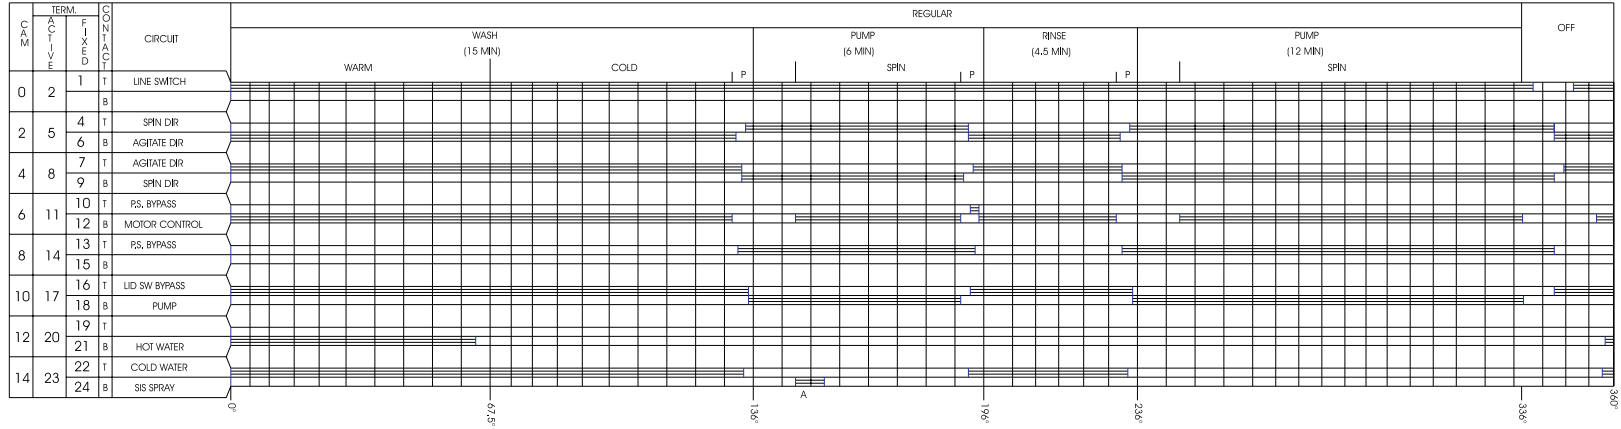 CAM
TERM.
ACTIVE
FIXED
CONTACT
CIRCUIT
REGULAR
OFF
WASH
(15 MIN)
PUMP
(6 MIN)
RINSE
(4.5 MIN)
PUMP
(12 MIN)
WARM
COLD
P
SPIN
P
P
SPIN
0 2 1 T LINE SWITCH
B
2 5 4 T SPIN DIR
6 B AGITATE DIR
4 8 7 T AGITATE DIR
9 B SPIN DIR
6 11 10 T P.S. BYPASS
12 B MOTOR CONTROL
8 14 13 T P.S. BYPASS
15 B
10 17 16 T LID SW BYPASS
18 B PUMP
12 20 19 T
21 B HOT WATER
14 23 22 T COLD WATER
24 B SIS SPRAY
A
0°
67.5°
136°
196°
236°
336°
360°